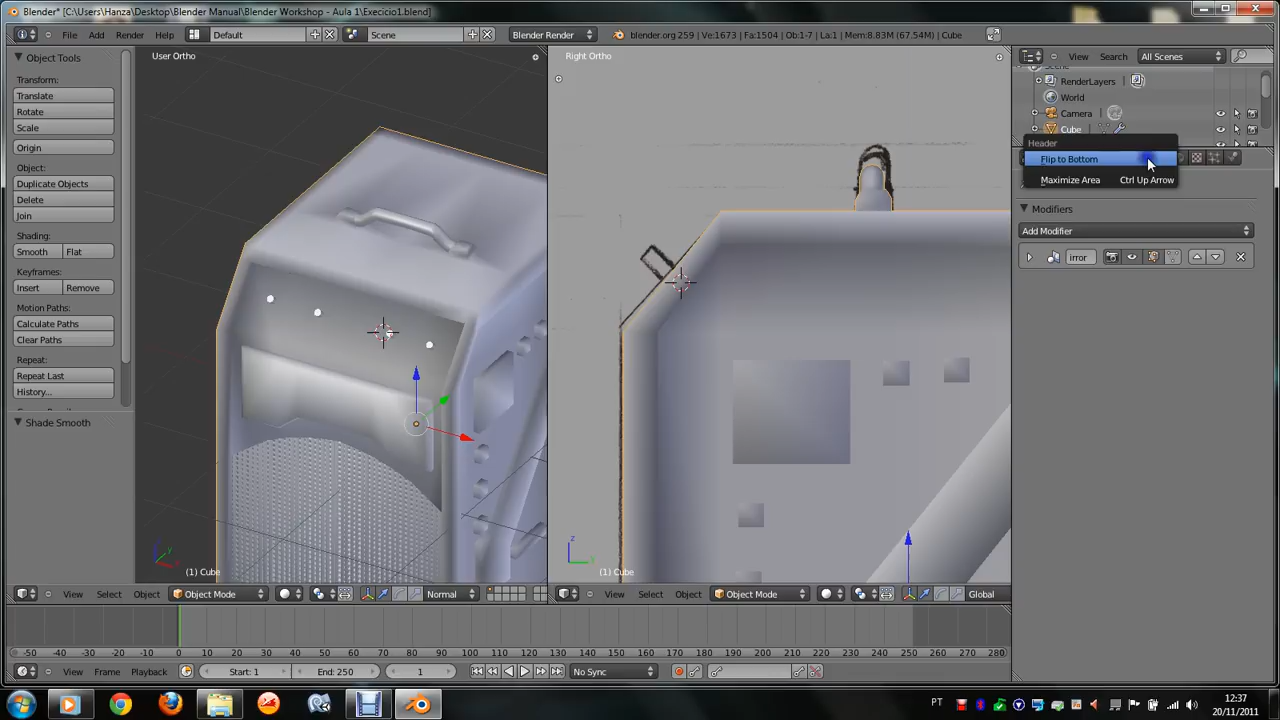 Blender* [C:\Users\Hanza\Desktop\Blender Manual\Blender Workshop - Aula 1\Execicio1.blend]
File Add Render Help Default Scene Blender Render blender.org 259 | Ve:1673 | Fa:1504 | Ob:1-7 | La:1 | Mem:8.83M (67.54M) | Cube
View Search All Scenes
Object Tools
Transform:
Translate
Rotate
Scale
Origin
Object:
Duplicate Objects
Delete
Join
Shading:
Smooth Flat
Keyframes:
Insert Remove
Motion Paths:
Calculate Paths
Clear Paths
Repeat:
Repeat Last
History...
Shade Smooth
User Ortho
(1) Cube
Right Ortho
(1) Cube
RenderLayers
World
Camera
Cube
Header
Flip to Bottom
Maximize Area Ctrl Up Arrow
Modifiers
Add Modifier
irror
View Select Object Object Mode Normal
View Select Object Object Mode Global
-50 -40 -30 -20 -10 0 10 20 30 40 50 60 70 80 90 100 110 120 130 140 150 160 170 180 190 200 210 220 230 240 250 260 270 280
View Frame Playback Start: 1 End: 250 1 No Sync
PT
12:37
20/11/2011